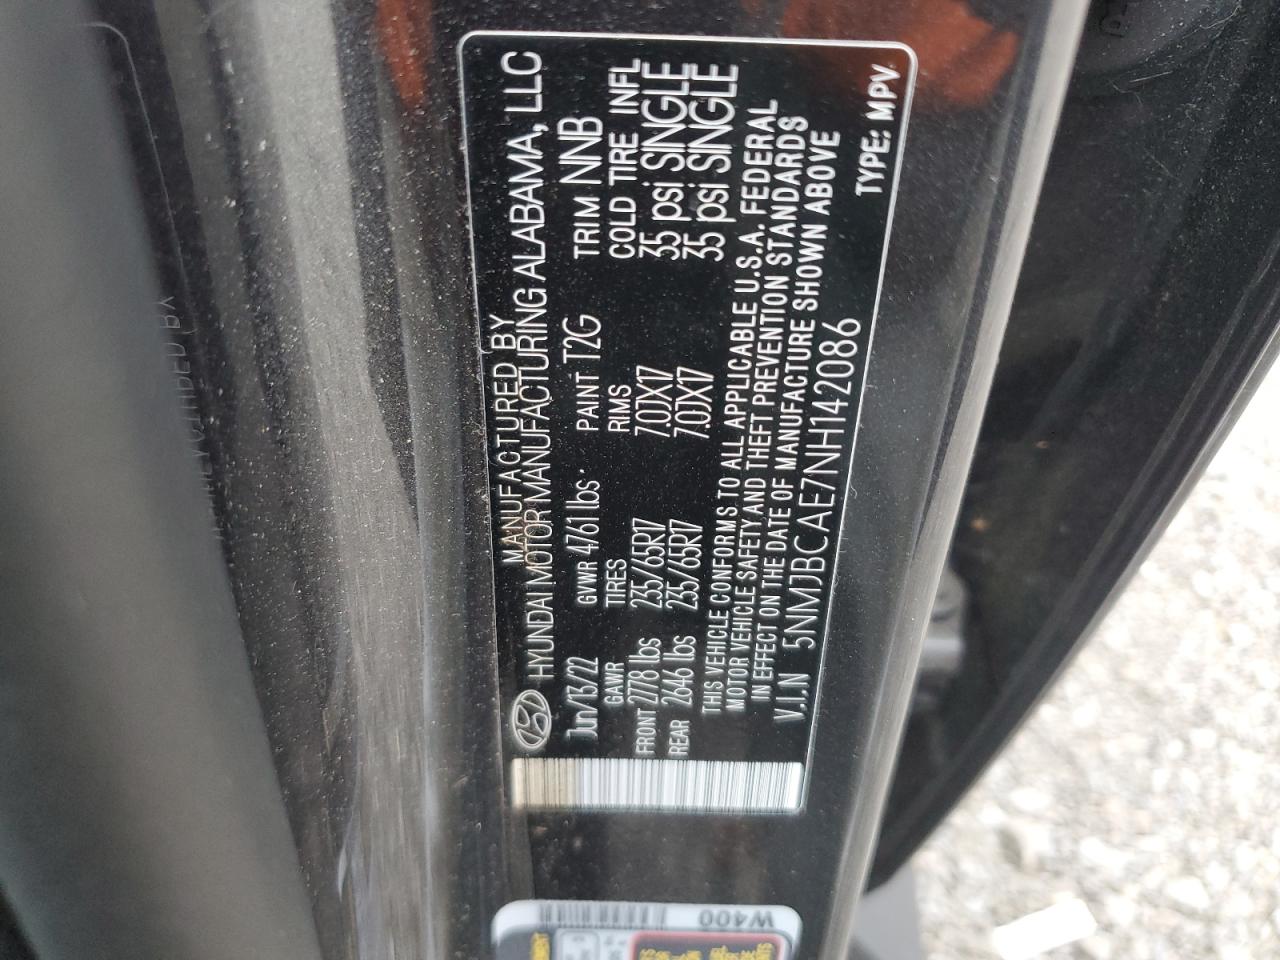 MANUFACTURED BY
HYUNDAI MOTOR MANUFACTURING ALABAMA, LLC
Jun/13/22 GVWR 4761 lbs. PAINT T2G TRIM NNB
GAWR TIRES RIMS COLD TIRE INFL
FRONT 2778 lbs 235/65R17 7.0JX17 35 psi SINGLE
REAR 2646 lbs 235/65R17 7.0JX17 35 psi SINGLE
THIS VEHICLE CONFORMS TO ALL APPLICABLE U.S.A. FEDERAL
MOTOR VEHICLE SAFETY AND THEFT PREVENTION STANDARDS
IN EFFECT ON THE DATE OF MANUFACTURE SHOWN ABOVE
V.I.N 5NMJBCAE7NH142086
TYPE: MPV
W400